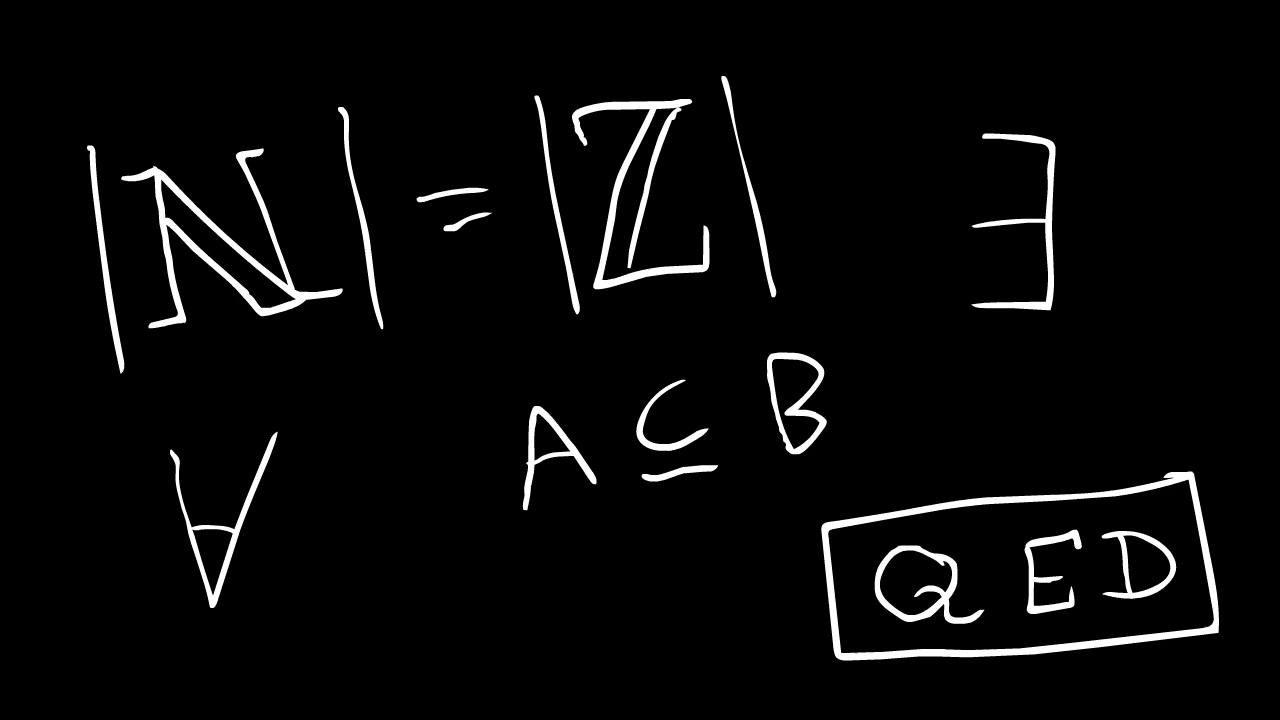 |ℕ| = |ℤ| ∃
∀ A ⊆ B
QED